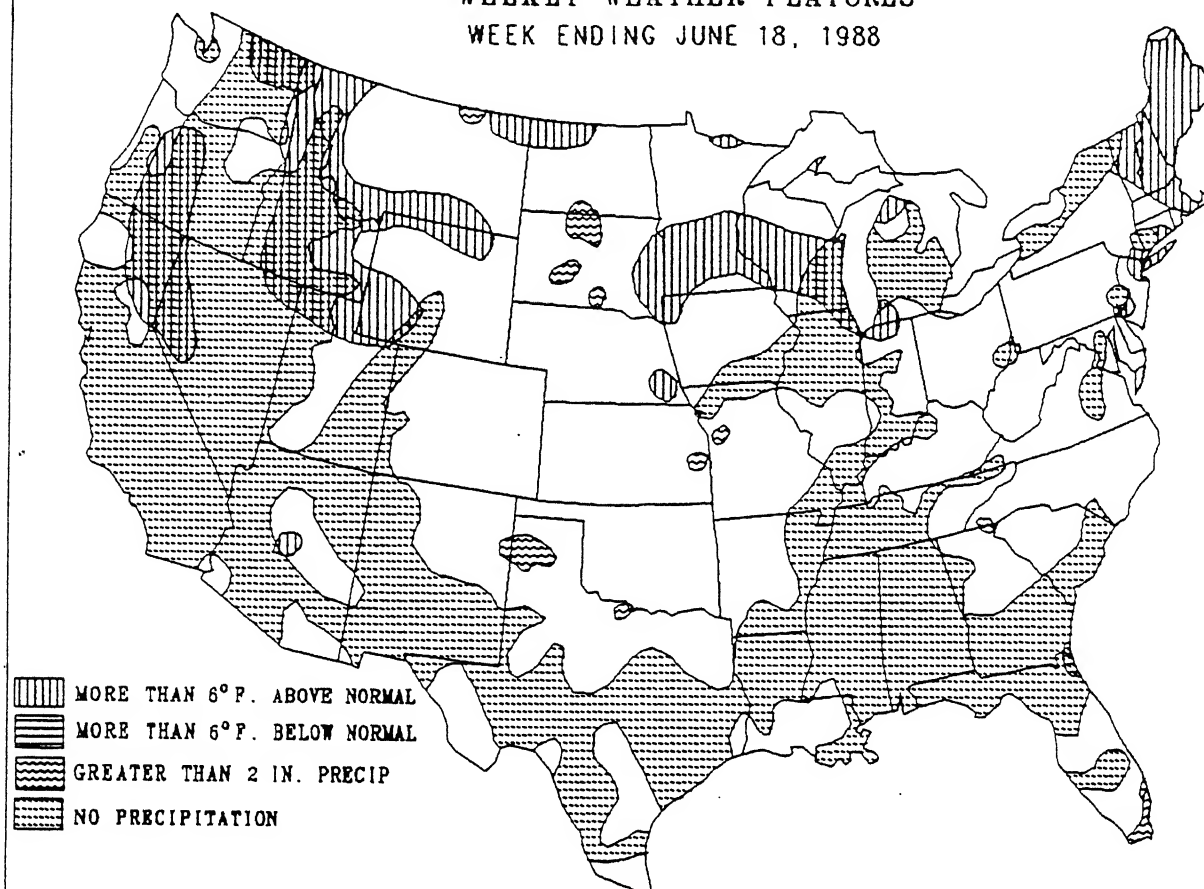 WEEKLY WEATHER FEATURES
WEEK ENDING JUNE 18, 1988
MORE THAN 6°F. ABOVE NORMAL
MORE THAN 6°F. BELOW NORMAL
GREATER THAN 2 IN. PRECIP
NO PRECIPITATION